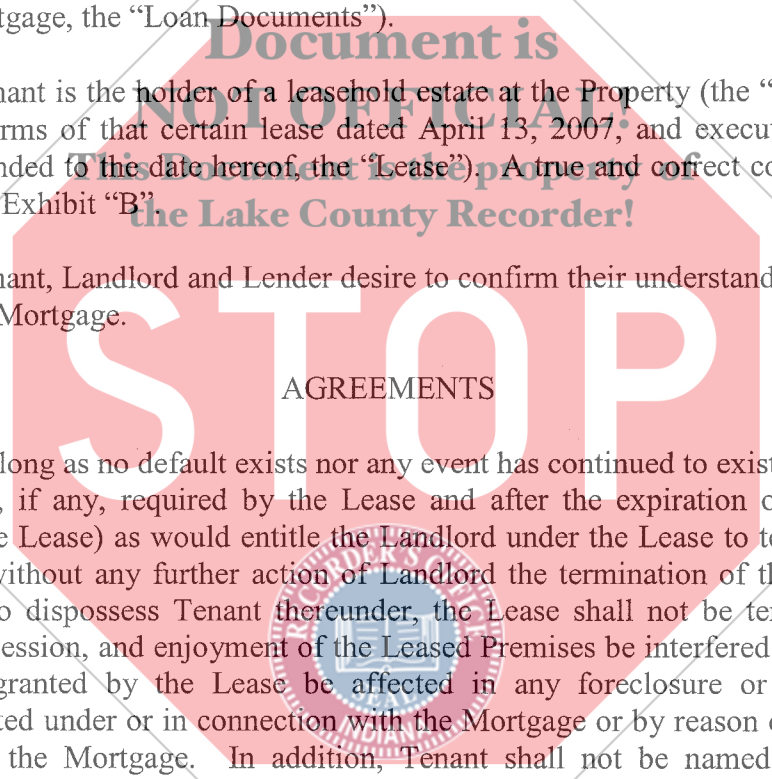 tgage, the “Loan Documents”).
Document is
nant is the holder of a leasehold estate at the Property (the “
NOT OFFICIAL!
rms of that certain lease dated April 13, 2007, and execut
nded to the date hereof, the “Lease”). A true and correct co
This Document is the property of
Exhibit “B”.
the Lake County Recorder!
nant, Landlord and Lender desire to confirm their understand
Mortgage.
STOP
AGREEMENTS
long as no default exists nor any event has continued to exist
, if any, required by the Lease and after the expiration o
e Lease) as would entitle the Landlord under the Lease to te
without any further action of Landlord the termination of th
o dispossess Tenant thereunder, the Lease shall not be ter
ession, and enjoyment of the Leased Premises be interfered
granted by the Lease be affected in any foreclosure or
ted under or in connection with the Mortgage or by reason o
the Mortgage. In addition, Tenant shall not be named
RECORDER'S OFFICE
SEAL
INDIANA